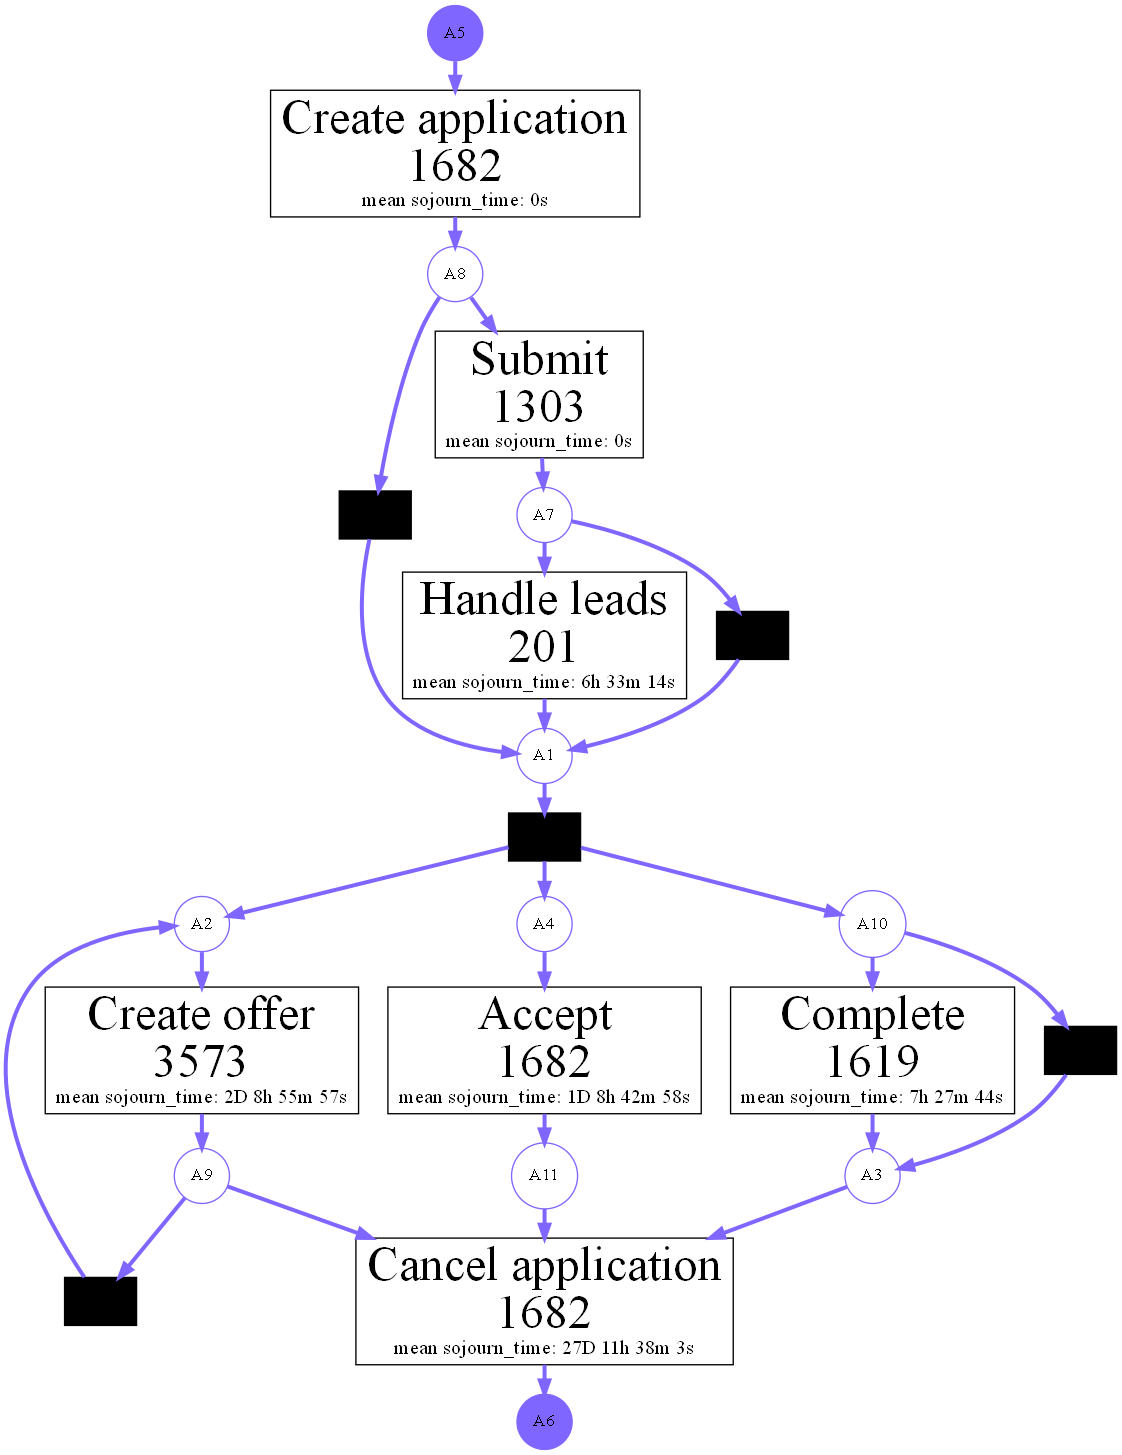 A5
Create application
1682
mean sojourn_time: 0s
A8
Submit
1303
mean sojourn_time: 0s
A7
Handle leads
201
mean sojourn_time: 6h 33m 14s
A1
A2
A4
A10
Create offer
3573
mean sojourn_time: 2D 8h 55m 57s
Accept
1682
mean sojourn_time: 1D 8h 42m 58s
Complete
1619
mean sojourn_time: 7h 27m 44s
A9
A11
A3
Cancel application
1682
mean sojourn_time: 27D 11h 38m 3s
A6